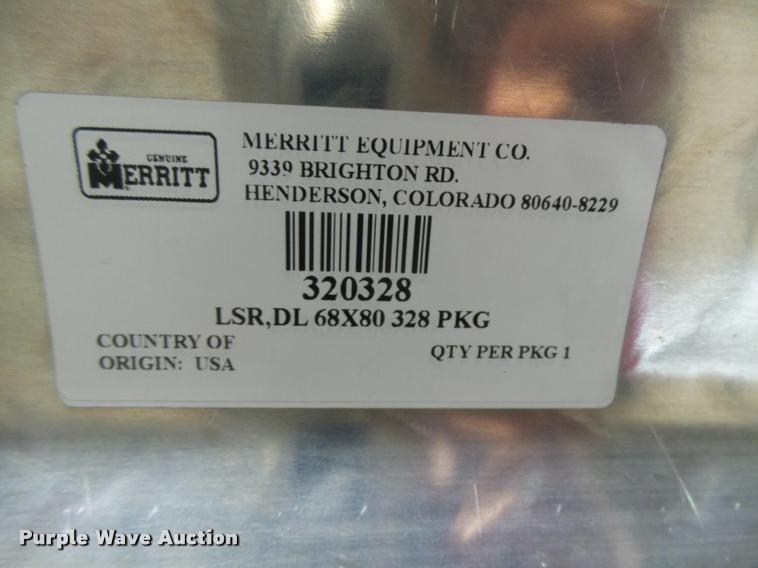 GENUINE
MERRITT
MERRITT EQUIPMENT CO.
9339 BRIGHTON RD.
HENDERSON, COLORADO 80640-8229
320328
LSR,DL 68X80 328 PKG
COUNTRY OF
ORIGIN: USA
QTY PER PKG 1
Purple Wave Auction